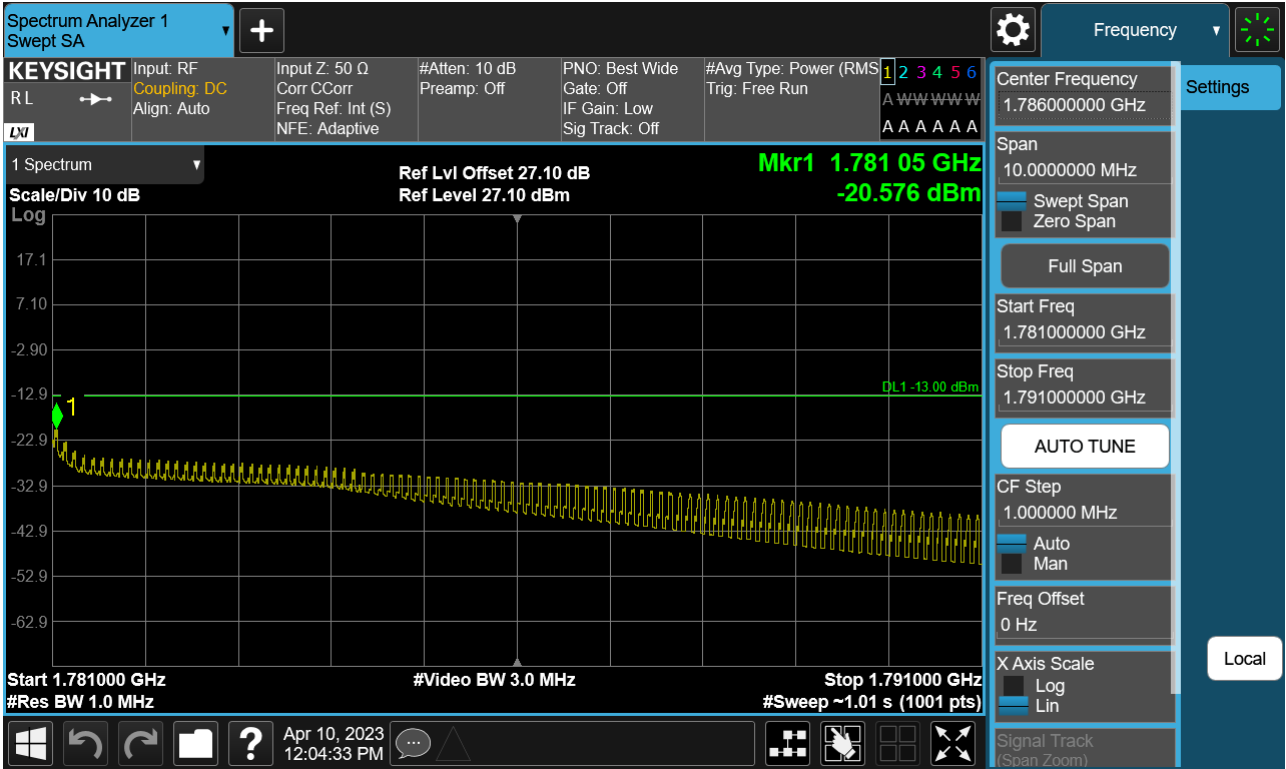 Spectrum Analyzer 1
Swept SA
Frequency
KEYSIGHT
R L
LXI
Input: RF
Coupling: DC
Align: Auto
Input Z: 50 Ω
Corr CCorr
Freq Ref: Int (S)
NFE: Adaptive
#Atten: 10 dB
Preamp: Off
PNO: Best Wide
Gate: Off
IF Gain: Low
Sig Track: Off
#Avg Type: Power (RMS
Trig: Free Run
1 2 3 4 5 6
A W W W W W
A A A A A A
1 Spectrum
Scale/Div 10 dB
Log
Ref Lvl Offset 27.10 dB
Ref Level 27.10 dBm
Mkr1 1.781 05 GHz
-20.576 dBm
17.1
7.10
-2.90
-12.9
-22.9
-32.9
-42.9
-52.9
-62.9
1
DL1 -13.00 dBm
Start 1.781000 GHz
#Res BW 1.0 MHz
#Video BW 3.0 MHz
Stop 1.791000 GHz
#Sweep ~1.01 s (1001 pts)
Center Frequency
1.786000000 GHz
Span
10.0000000 MHz
Swept Span
Zero Span
Full Span
Start Freq
1.781000000 GHz
Stop Freq
1.791000000 GHz
AUTO TUNE
CF Step
1.000000 MHz
Auto
Man
Freq Offset
0 Hz
X Axis Scale
Log
Lin
Signal Track
(Span Zoom)
Settings
Local
?
Apr 10, 2023
12:04:33 PM